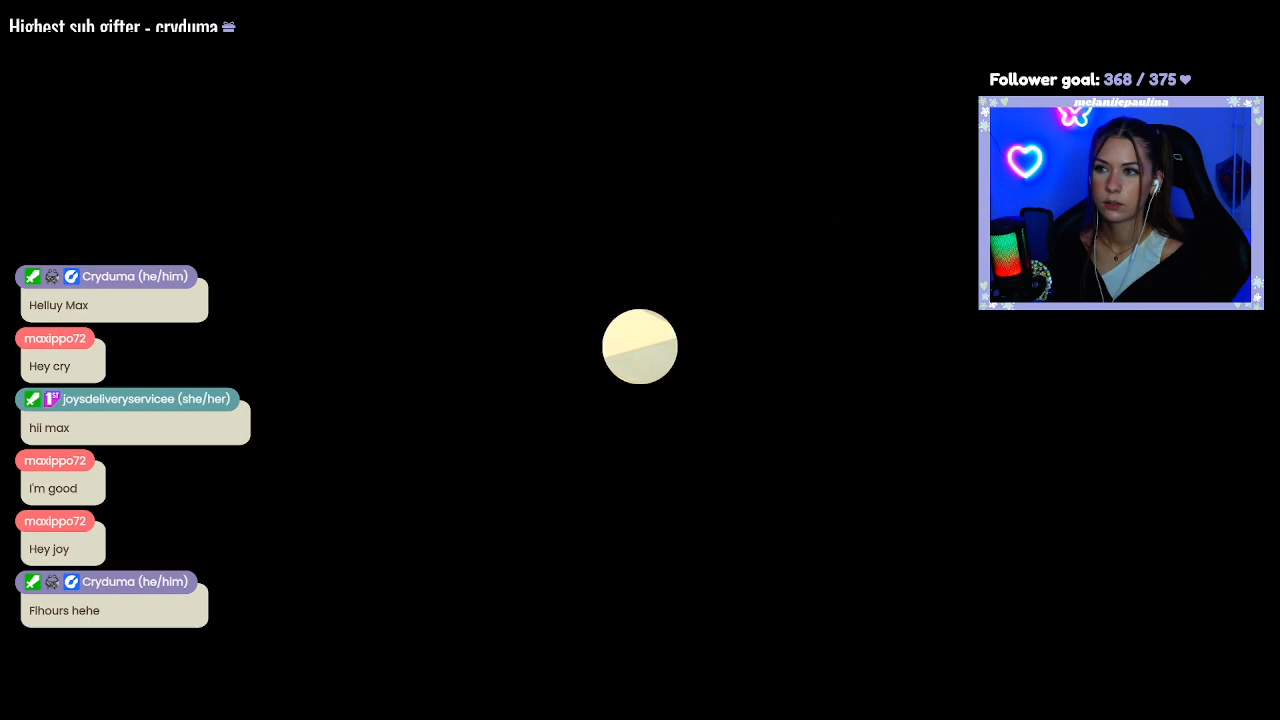 Highest sub gifter - cryduma
Follower goal: 368 / 375
melaniiepaulina
Cryduma (he/him)
Helluy Max
maxippo72
Hey cry
1ST joysdeliveryservicee (she/her)
hii max
maxippo72
I'm good
maxippo72
Hey joy
Cryduma (he/him)
Flhours hehe